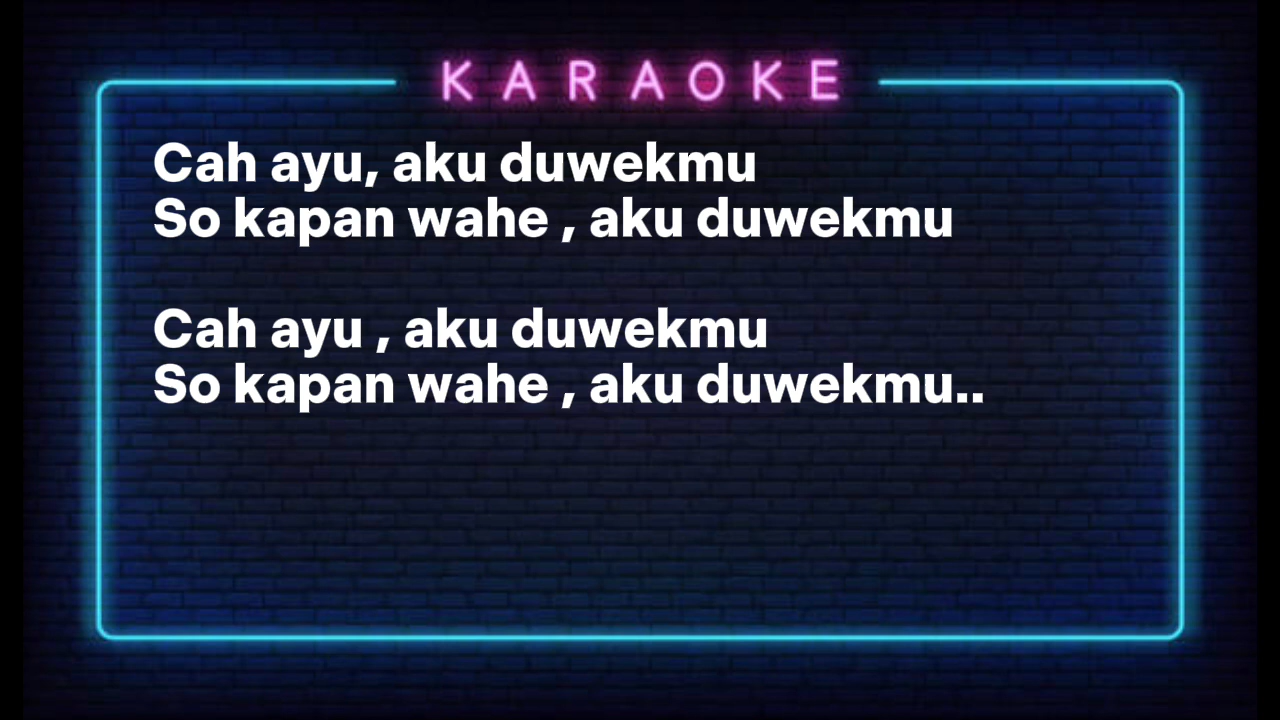 KARAOKE
Cah ayu, aku duwekmu
So kapan wahe , aku duwekmu
Cah ayu , aku duwekmu
So kapan wahe , aku duwekmu..